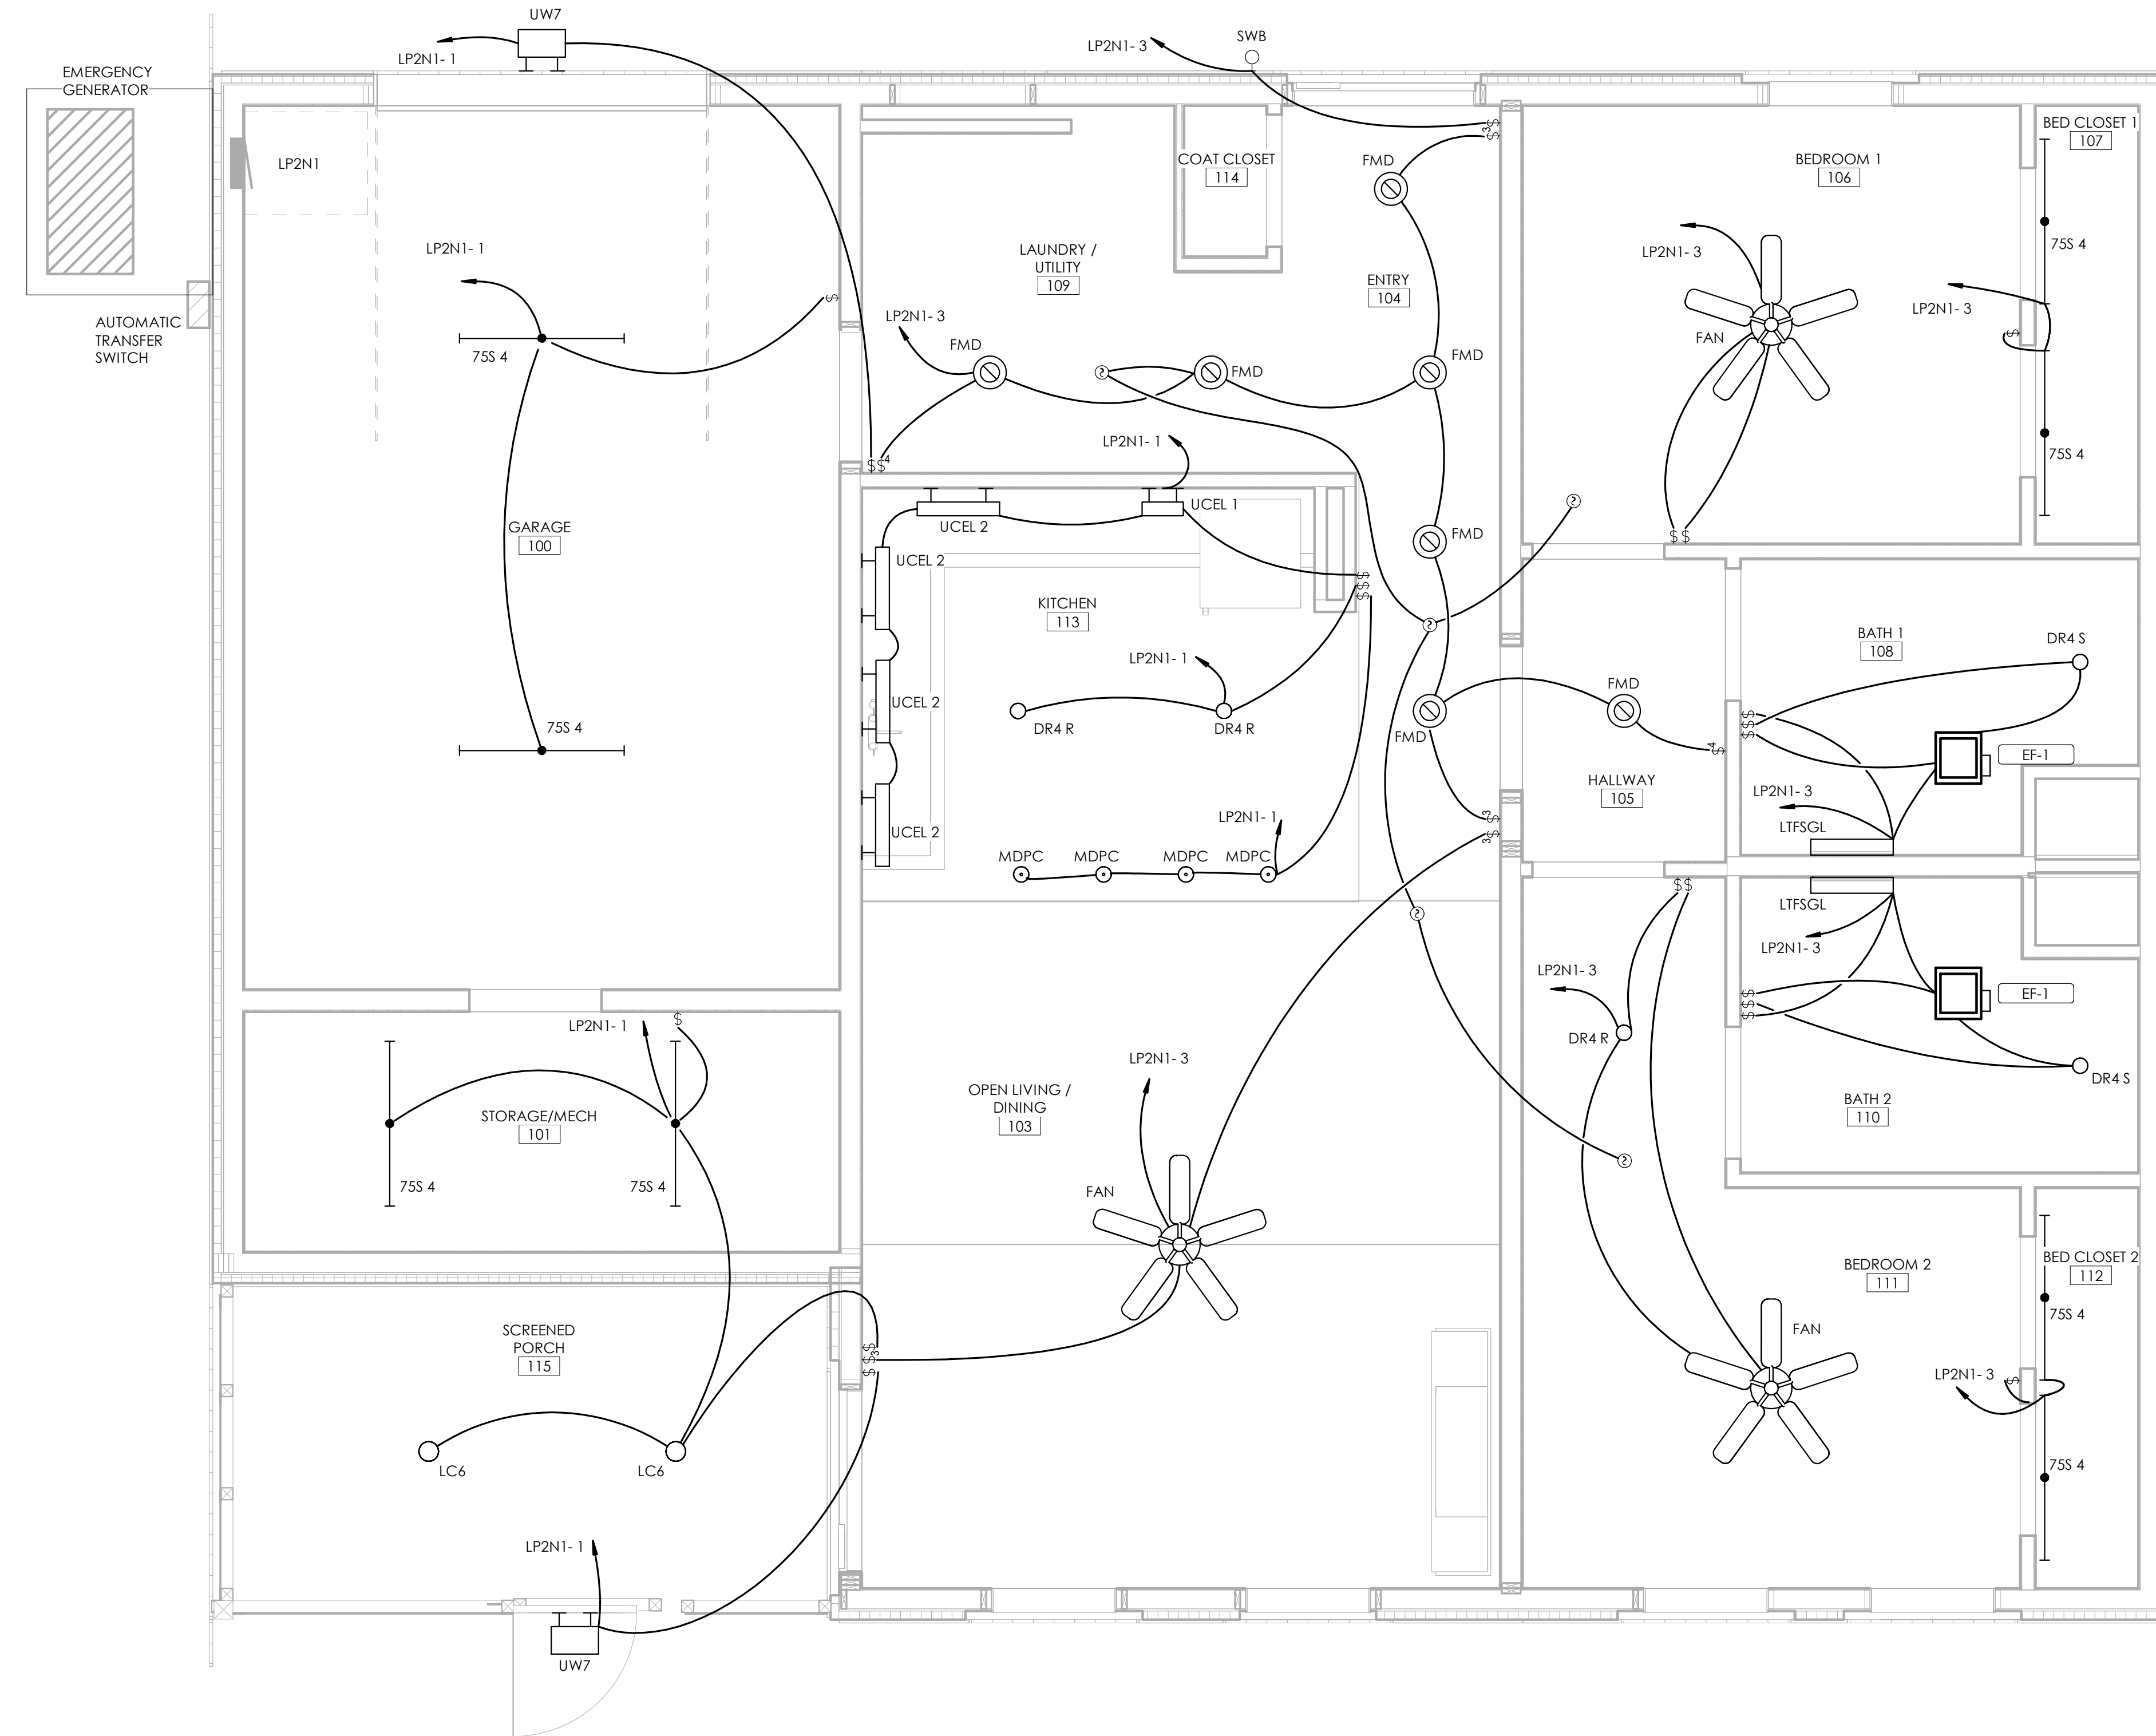 UW7
LP2N1- 1
SWB
LP2N1- 3
EMERGENCY
GENERATOR
LP2N1
BED CLOSET 1
107
COAT CLOSET
114
FMD
BEDROOM 1
106
$3
$
LP2N1- 1
LAUNDRY /
UTILITY
109
ENTRY
104
LP2N1- 3
75S 4
AUTOMATIC
TRANSFER
SWITCH
$
LP2N1- 3
LP2N1- 3
$
75S 4
FMD
FMD
FMD
FAN
LP2N1- 1
$$4
75S 4
UCEL 1
UCEL 2
GARAGE
100
FMD
$ $
UCEL 2
$
$
$
KITCHEN
113
BATH 1
108
DR4 R
DR4 R
LP2N1- 1
DR4 S
UCEL 2
FMD
FMD
75S 4
$4
$
$
$
EF-1
HALLWAY
105
LP2N1- 3
LTFSGL
UCEL 2
LP2N1- 1
$3
$3
MDPC
MDPC
MDPC
MDPC
$$
LTFSGL
LP2N1- 3
LP2N1- 3
EF-1
$
$
$
LP2N1- 1
$
DR4 R
LP2N1- 3
DR4 S
STORAGE/MECH
101
OPEN LIVING /
DINING
103
BATH 2
110
75S 4
75S 4
FAN
BEDROOM 2
111
BED CLOSET 2
112
SCREENED
PORCH
115
75S 4
FAN
$
$3
$
LP2N1- 3
$
LC6
LC6
75S 4
LP2N1- 1
UW7